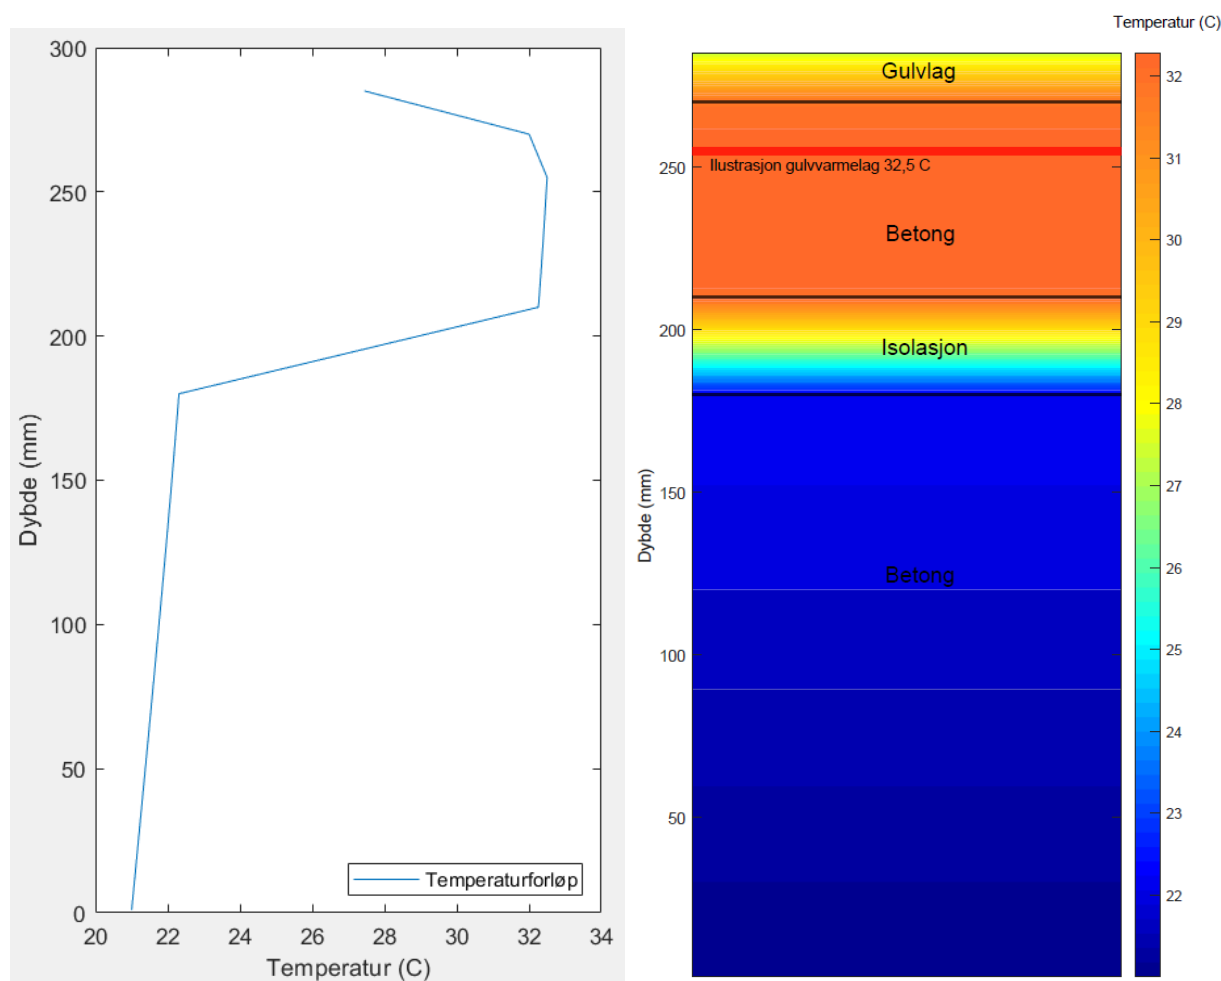 300
250
200
150
100
50
0
20 22 24 26 28 30 32 34
Dybde (mm)
Temperatur (C)
Temperaturforløp
Temperatur (C)
Gulvlag
Ilustrasjon gulvvarmelag 32,5 C
Betong
Isolasjon
Betong
250
200
150
100
50
Dybde (mm)
32
31
30
29
28
27
26
25
24
23
22